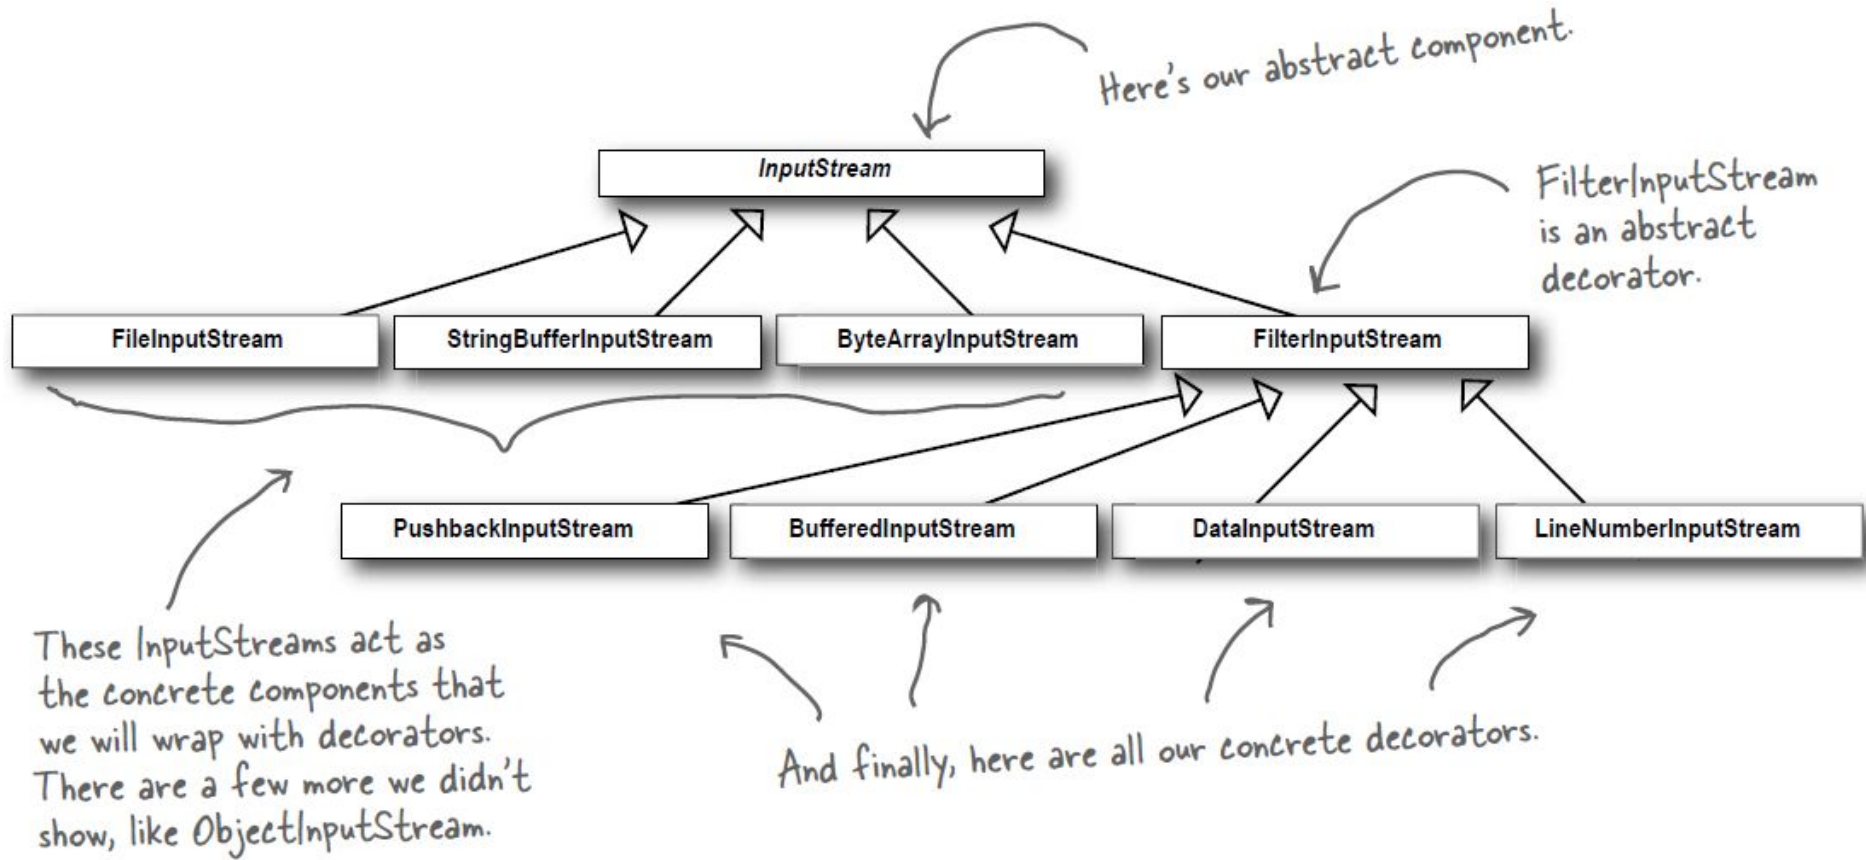 Here's our abstract component.
InputStream
FilterInputStream
is an abstract
decorator.
FileInputStream
StringBufferInputStream
ByteArrayInputStream
FilterInputStream
PushbackInputStream
BufferedInputStream
DataInputStream
LineNumberInputStream
These InputStreams act as
the concrete components that
we will wrap with decorators.
There are a few more we didn't
show, like ObjectInputStream.
And finally, here are all our concrete decorators.